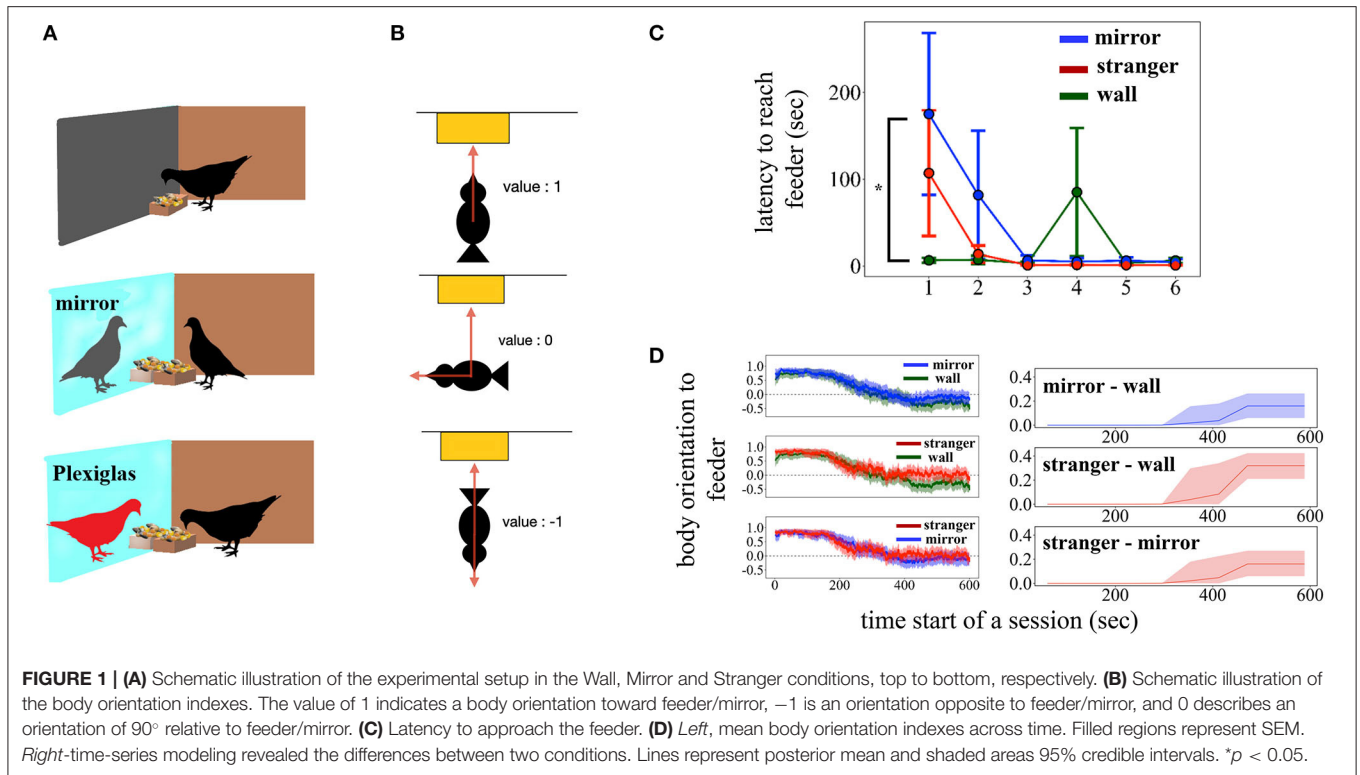 A
B
C
D
mirror
Plexiglas
value : 1
value : 0
value : -1
latency to reach
feeder (sec)
200
100
0
*
mirror
stranger
wall
1 2 3 4 5 6
body orientation to
feeder
1.0
0.5
0.0
-0.5
mirror
wall
1.0
0.5
0.0
-0.5
stranger
wall
1.0
0.5
0.0
-0.5
stranger
mirror
0 200 400 600
mirror - wall
0.4
0.2
0.0
200 400 600
stranger - wall
0.4
0.2
0.0
200 400 600
stranger - mirror
0.4
0.2
0.0
200 400 600
time start of a session (sec)
FIGURE 1 | (A) Schematic illustration of the experimental setup in the Wall, Mirror and Stranger conditions, top to bottom, respectively. (B) Schematic illustration of
the body orientation indexes. The value of 1 indicates a body orientation toward feeder/mirror, −1 is an orientation opposite to feeder/mirror, and 0 describes an
orientation of 90° relative to feeder/mirror. (C) Latency to approach the feeder. (D) Left, mean body orientation indexes across time. Filled regions represent SEM.
Right-time-series modeling revealed the differences between two conditions. Lines represent posterior mean and shaded areas 95% credible intervals. *p < 0.05.